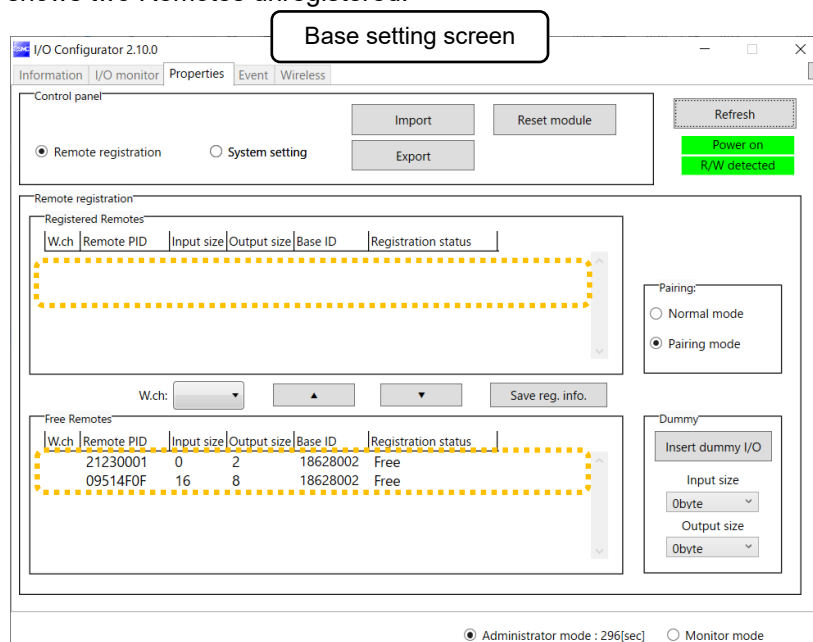 shows two Remotes unregistered.
Base setting screen
I/O Configurator 2.10.0
Information I/O monitor Properties Event Wireless
Control panel
Import Reset module Refresh
Remote registration System setting Export
Power on
R/W detected
Remote registration
Registered Remotes
W.ch Remote PID Input size Output size Base ID Registration status
Pairing:
Normal mode
Pairing mode
W.ch: ▲ ▼ Save reg. info.
Free Remotes
W.ch Remote PID Input size Output size Base ID Registration status
21230001 0 2 18628002 Free
09514F0F 16 8 18628002 Free
Dummy
Insert dummy I/O
Input size
0byte
Output size
0byte
Administrator mode : 296[sec] Monitor mode